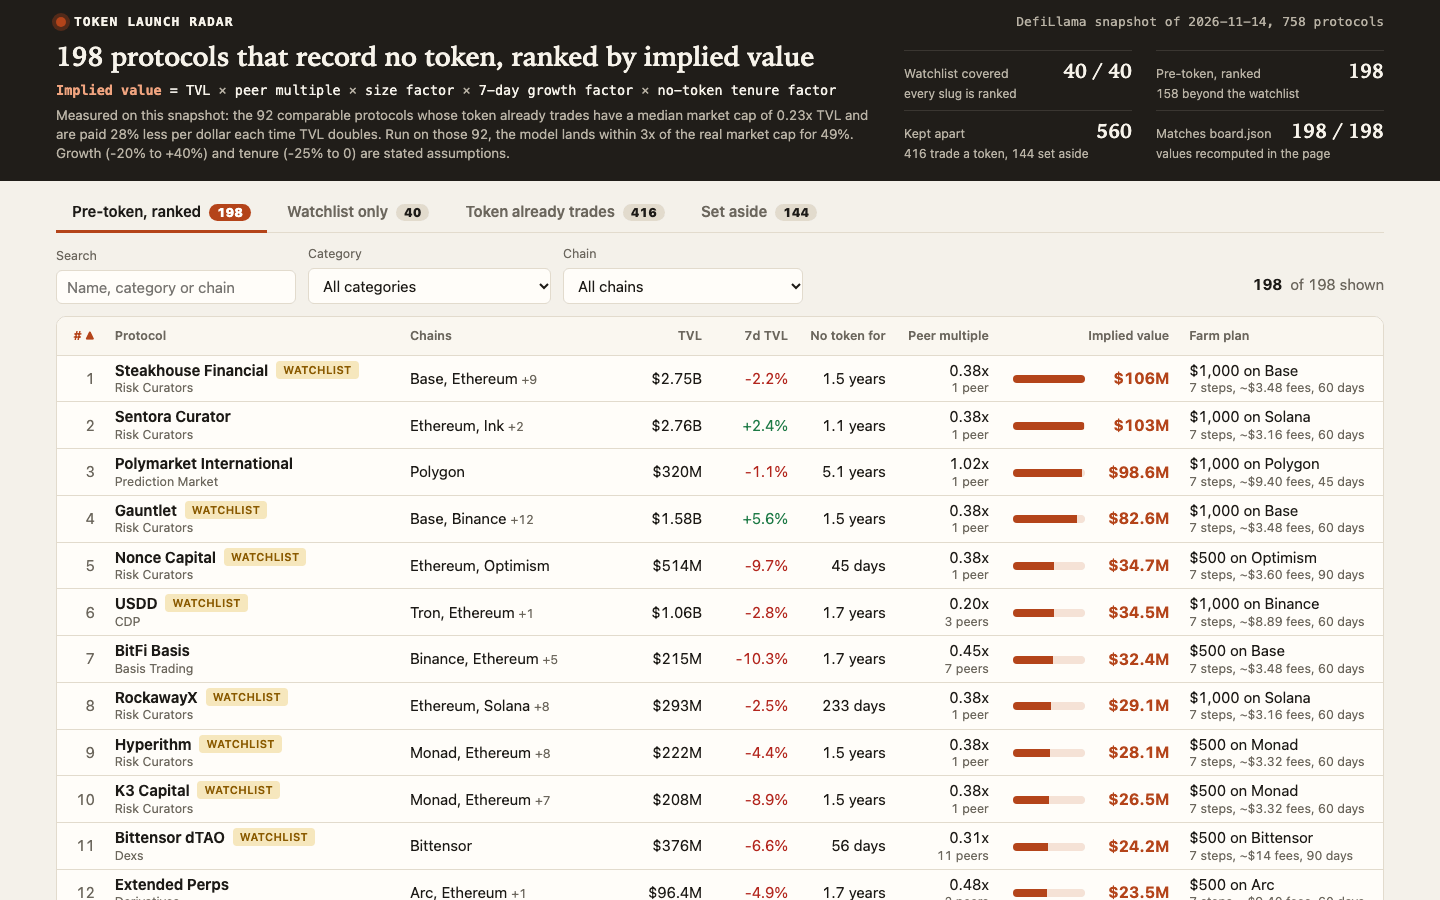 TOKEN LAUNCH RADAR
DefiLlama snapshot of 2026-11-14, 758 protocols
198 protocols that record no token, ranked by implied value
Implied value = TVL × peer multiple × size factor × 7-day growth factor × no-token tenure factor
Measured on this snapshot: the 92 comparable protocols whose token already trades have a median market cap of 0.23x TVL and
are paid 28% less per dollar each time TVL doubles. Run on those 92, the model lands within 3x of the real market cap for 49%.
Growth (-20% to +40%) and tenure (-25% to 0) are stated assumptions.
Watchlist covered 40 / 40
every slug is ranked
Pre-token, ranked 198
158 beyond the watchlist
Kept apart 560
416 trade a token, 144 set aside
Matches board.json 198 / 198
values recomputed in the page
Pre-token, ranked 198 Watchlist only 40 Token already trades 416 Set aside 144
Search Category Chain
Name, category or chain All categories All chains 198 of 198 shown
# ▲ Protocol Chains TVL 7d TVL No token for Peer multiple Implied value Farm plan
1 Steakhouse Financial WATCHLIST Base, Ethereum +9 $2.75B -2.2% 1.5 years 0.38x $106M $1,000 on Base
Risk Curators 1 peer 7 steps, ~$3.48 fees, 60 days
2 Sentora Curator Ethereum, Ink +2 $2.76B +2.4% 1.1 years 0.38x $103M $1,000 on Solana
Risk Curators 1 peer 7 steps, ~$3.16 fees, 60 days
3 Polymarket International Polygon $320M -1.1% 5.1 years 1.02x $98.6M $1,000 on Polygon
Prediction Market 1 peer 7 steps, ~$9.40 fees, 45 days
4 Gauntlet WATCHLIST Base, Binance +12 $1.58B +5.6% 1.5 years 0.38x $82.6M $1,000 on Base
Risk Curators 1 peer 7 steps, ~$3.48 fees, 60 days
5 Nonce Capital WATCHLIST Ethereum, Optimism $514M -9.7% 45 days 0.38x $34.7M $500 on Optimism
Risk Curators 1 peer 7 steps, ~$3.60 fees, 90 days
6 USDD WATCHLIST Tron, Ethereum +1 $1.06B -2.8% 1.7 years 0.20x $34.5M $1,000 on Binance
CDP 3 peers 7 steps, ~$8.89 fees, 60 days
7 BitFi Basis Binance, Ethereum +5 $215M -10.3% 1.7 years 0.45x $32.4M $500 on Base
Basis Trading 7 peers 7 steps, ~$3.48 fees, 60 days
8 RockawayX WATCHLIST Ethereum, Solana +8 $293M -2.5% 233 days 0.38x $29.1M $1,000 on Solana
Risk Curators 1 peer 7 steps, ~$3.16 fees, 60 days
9 Hyperithm WATCHLIST Monad, Ethereum +8 $222M -4.4% 1.5 years 0.38x $28.1M $500 on Monad
Risk Curators 1 peer 7 steps, ~$3.32 fees, 60 days
10 K3 Capital WATCHLIST Monad, Ethereum +7 $208M -8.9% 1.5 years 0.38x $26.5M $500 on Monad
Risk Curators 1 peer 7 steps, ~$3.32 fees, 60 days
11 Bittensor dTAO WATCHLIST Bittensor $376M -6.6% 56 days 0.31x $24.2M $500 on Bittensor
Dexs 11 peers 7 steps, ~$14 fees, 90 days
12 Extended Perps Arc, Ethereum +1 $96.4M -4.9% 1.7 years 0.48x $23.5M $500 on Arc